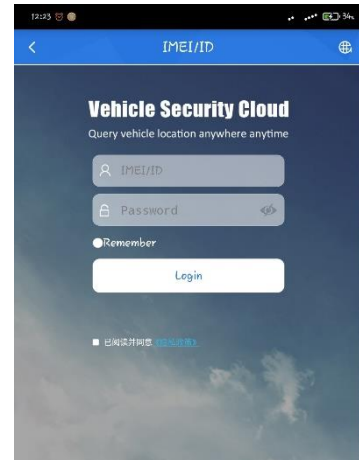 12:23
IMEI/ID
Vehicle Security Cloud
Query vehicle location anywhere anytime
IMEI/ID
Password
Remember
Login
已阅读并同意